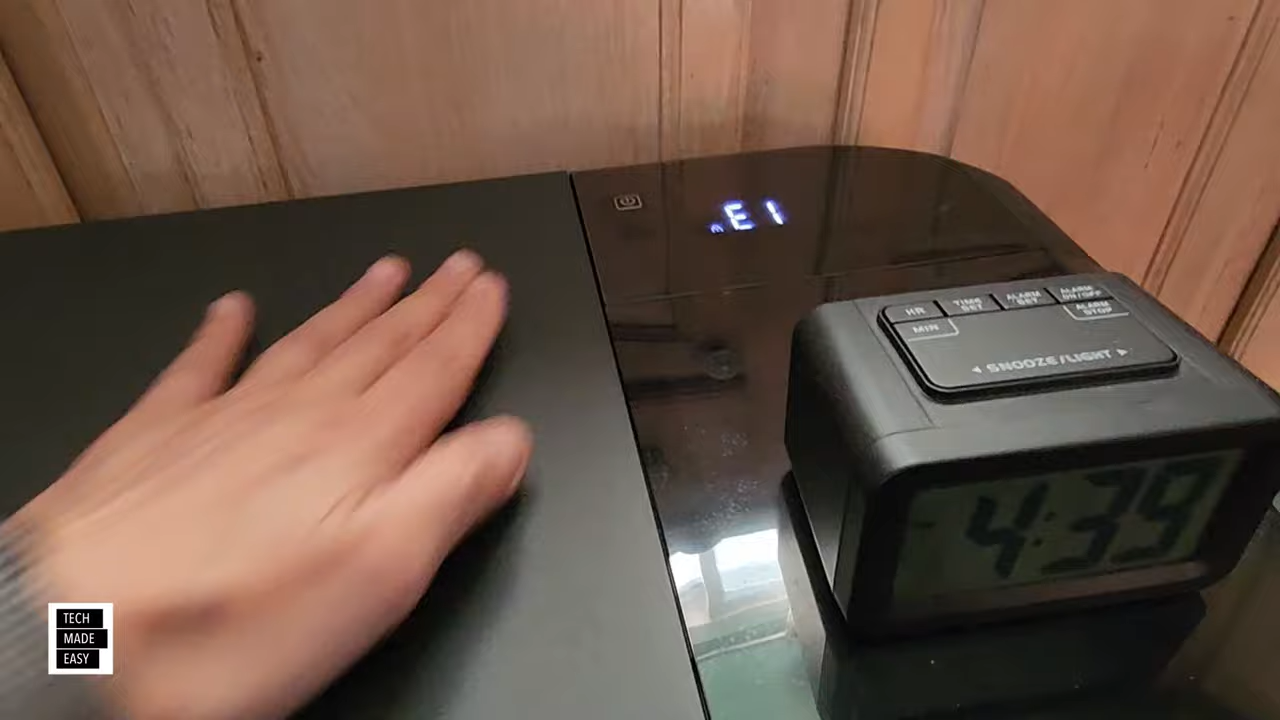 E1
HR
TIME SET
ALARM SET
ALARM ON/OFF
MIN
ALARM STOP
SNOOZE/LIGHT
4:39
TECH
MADE
EASY